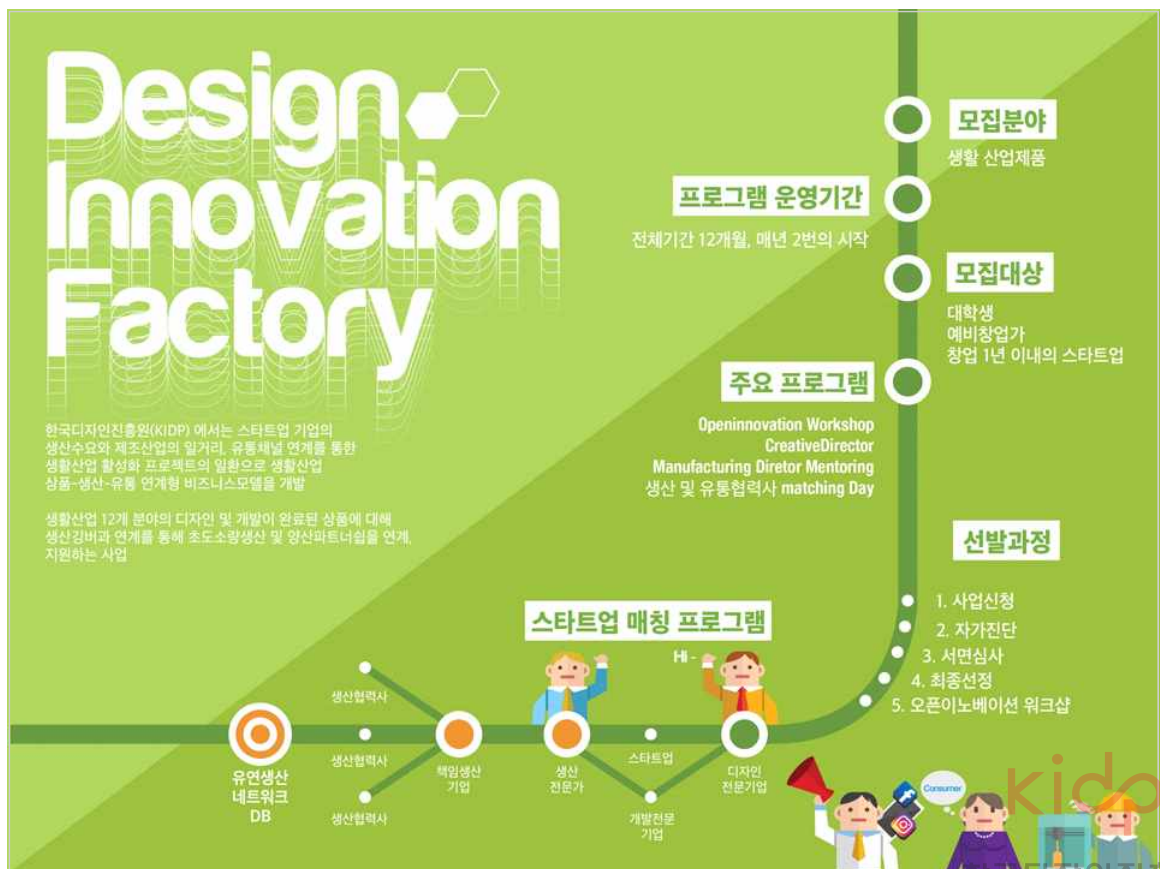 Design
Innovation
Factory
한국디자인진흥원(KIDP) 에서는 스타트업 기업의
생산수요와 제조산업의 일거리, 유통채널 연계를 통한
생활산업 활성화 프로젝트의 일환으로 생활산업
상품-생산-유통 연계형 비즈니스모델을 개발
생활산업 12개 분야의 디자인 및 개발이 완료된 상품에 대해
생산깅버과 연계를 통해 초도소량생산 및 양산파트너쉽을 연계,
지원하는 사업
모집분야
생활 산업제품
프로그램 운영기간
전체기간 12개월, 매년 2번의 시작
모집대상
대학생
예비창업가
창업 1년 이내의 스타트업
주요 프로그램
Openinnovation Workshop
CreativeDirector
Manufacturing Diretor Mentoring
생산 및 유통협력사 matching Day
선발과정
1. 사업신청
2. 자가진단
3. 서면심사
4. 최종선정
5. 오픈이노베이션 워크샵
스타트업 매칭 프로그램
HI -
유연생산
네트워크
DB
생산협력사
생산협력사
생산협력사
책임생산
기업
생산
전문가
스타트업
개발전문
기업
디자인
전문기업
Consumer
kidp